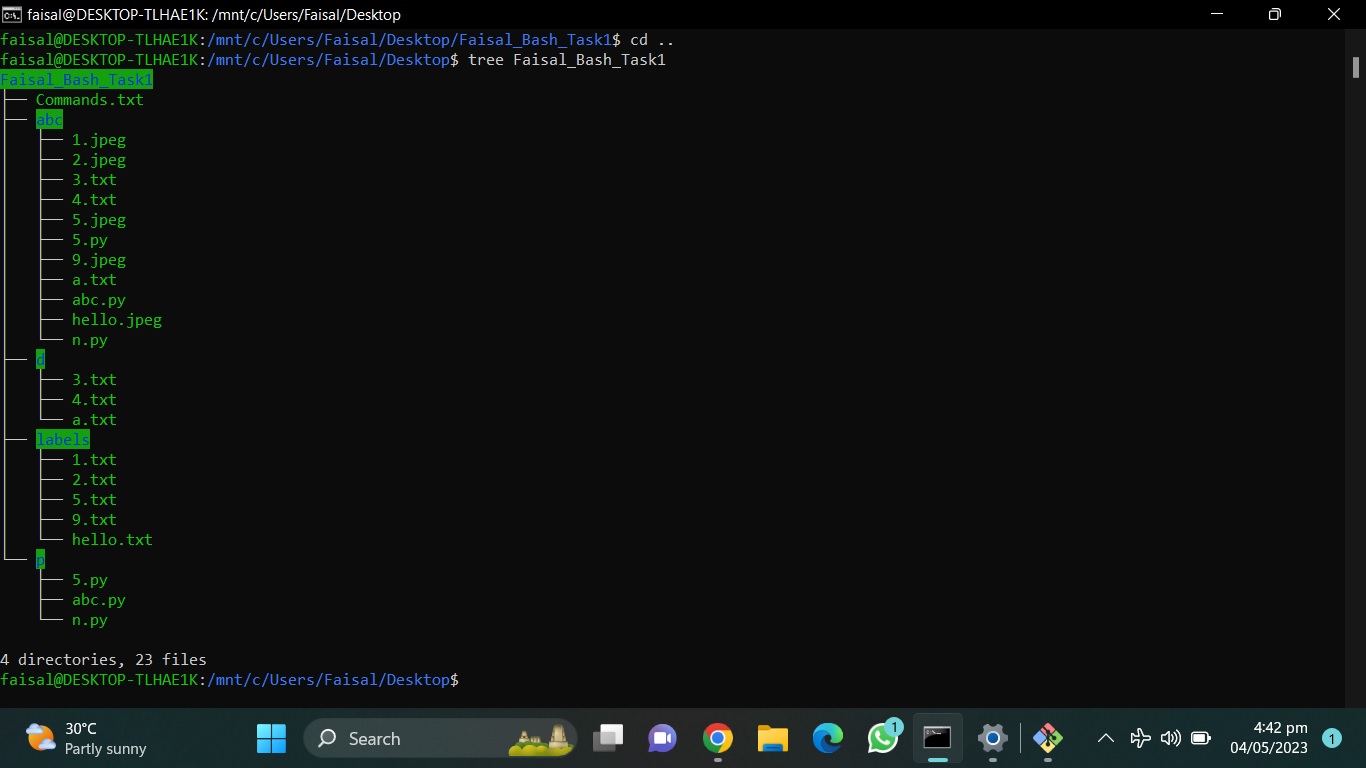 faisal@DESKTOP-TLHAE1K: /mnt/c/Users/Faisal/Desktop
faisal@DESKTOP-TLHAE1K:/mnt/c/Users/Faisal/Desktop/Faisal_Bash_Task1$ cd ..
faisal@DESKTOP-TLHAE1K:/mnt/c/Users/Faisal/Desktop$ tree Faisal_Bash_Task1
Faisal_Bash_Task1
├── Commands.txt
├── abc
│   ├── 1.jpeg
│   ├── 2.jpeg
│   ├── 3.txt
│   ├── 4.txt
│   ├── 5.jpeg
│   ├── 5.py
│   ├── 9.jpeg
│   ├── a.txt
│   ├── abc.py
│   ├── hello.jpeg
│   └── n.py
├── d
│   ├── 3.txt
│   ├── 4.txt
│   └── a.txt
├── labels
│   ├── 1.txt
│   ├── 2.txt
│   ├── 5.txt
│   ├── 9.txt
│   └── hello.txt
└── p
    ├── 5.py
    ├── abc.py
    └── n.py
4 directories, 23 files
faisal@DESKTOP-TLHAE1K:/mnt/c/Users/Faisal/Desktop$
30°C
Partly sunny
Search
1
4:42 pm
04/05/2023
1